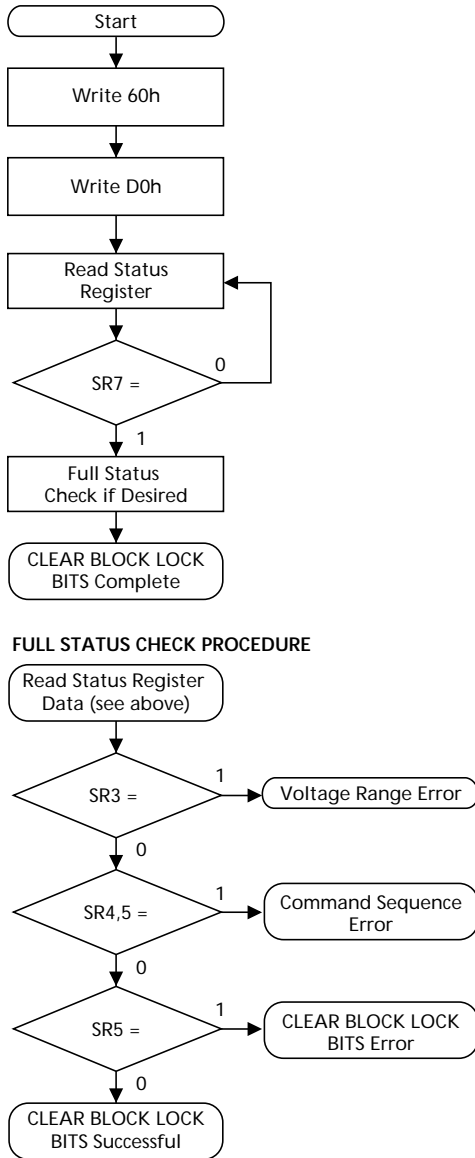 Start
Write 60h
Write D0h
Read Status
Register
0
SR7 =
1
Full Status
Check if Desired
CLEAR BLOCK LOCK
BITS Complete
FULL STATUS CHECK PROCEDURE
Read Status Register
Data (see above)
1
SR3 =
Voltage Range Error
0
1
SR4,5 =
Command Sequence
Error
0
1
SR5 =
CLEAR BLOCK LOCK
BITS Error
0
CLEAR BLOCK LOCK
BITS Successful